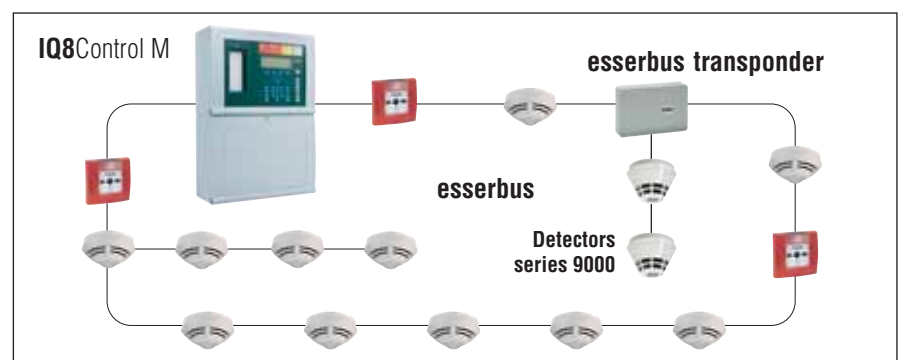 IQ8Control M
esserbus transponder
esserbus
Detectors
series 9000